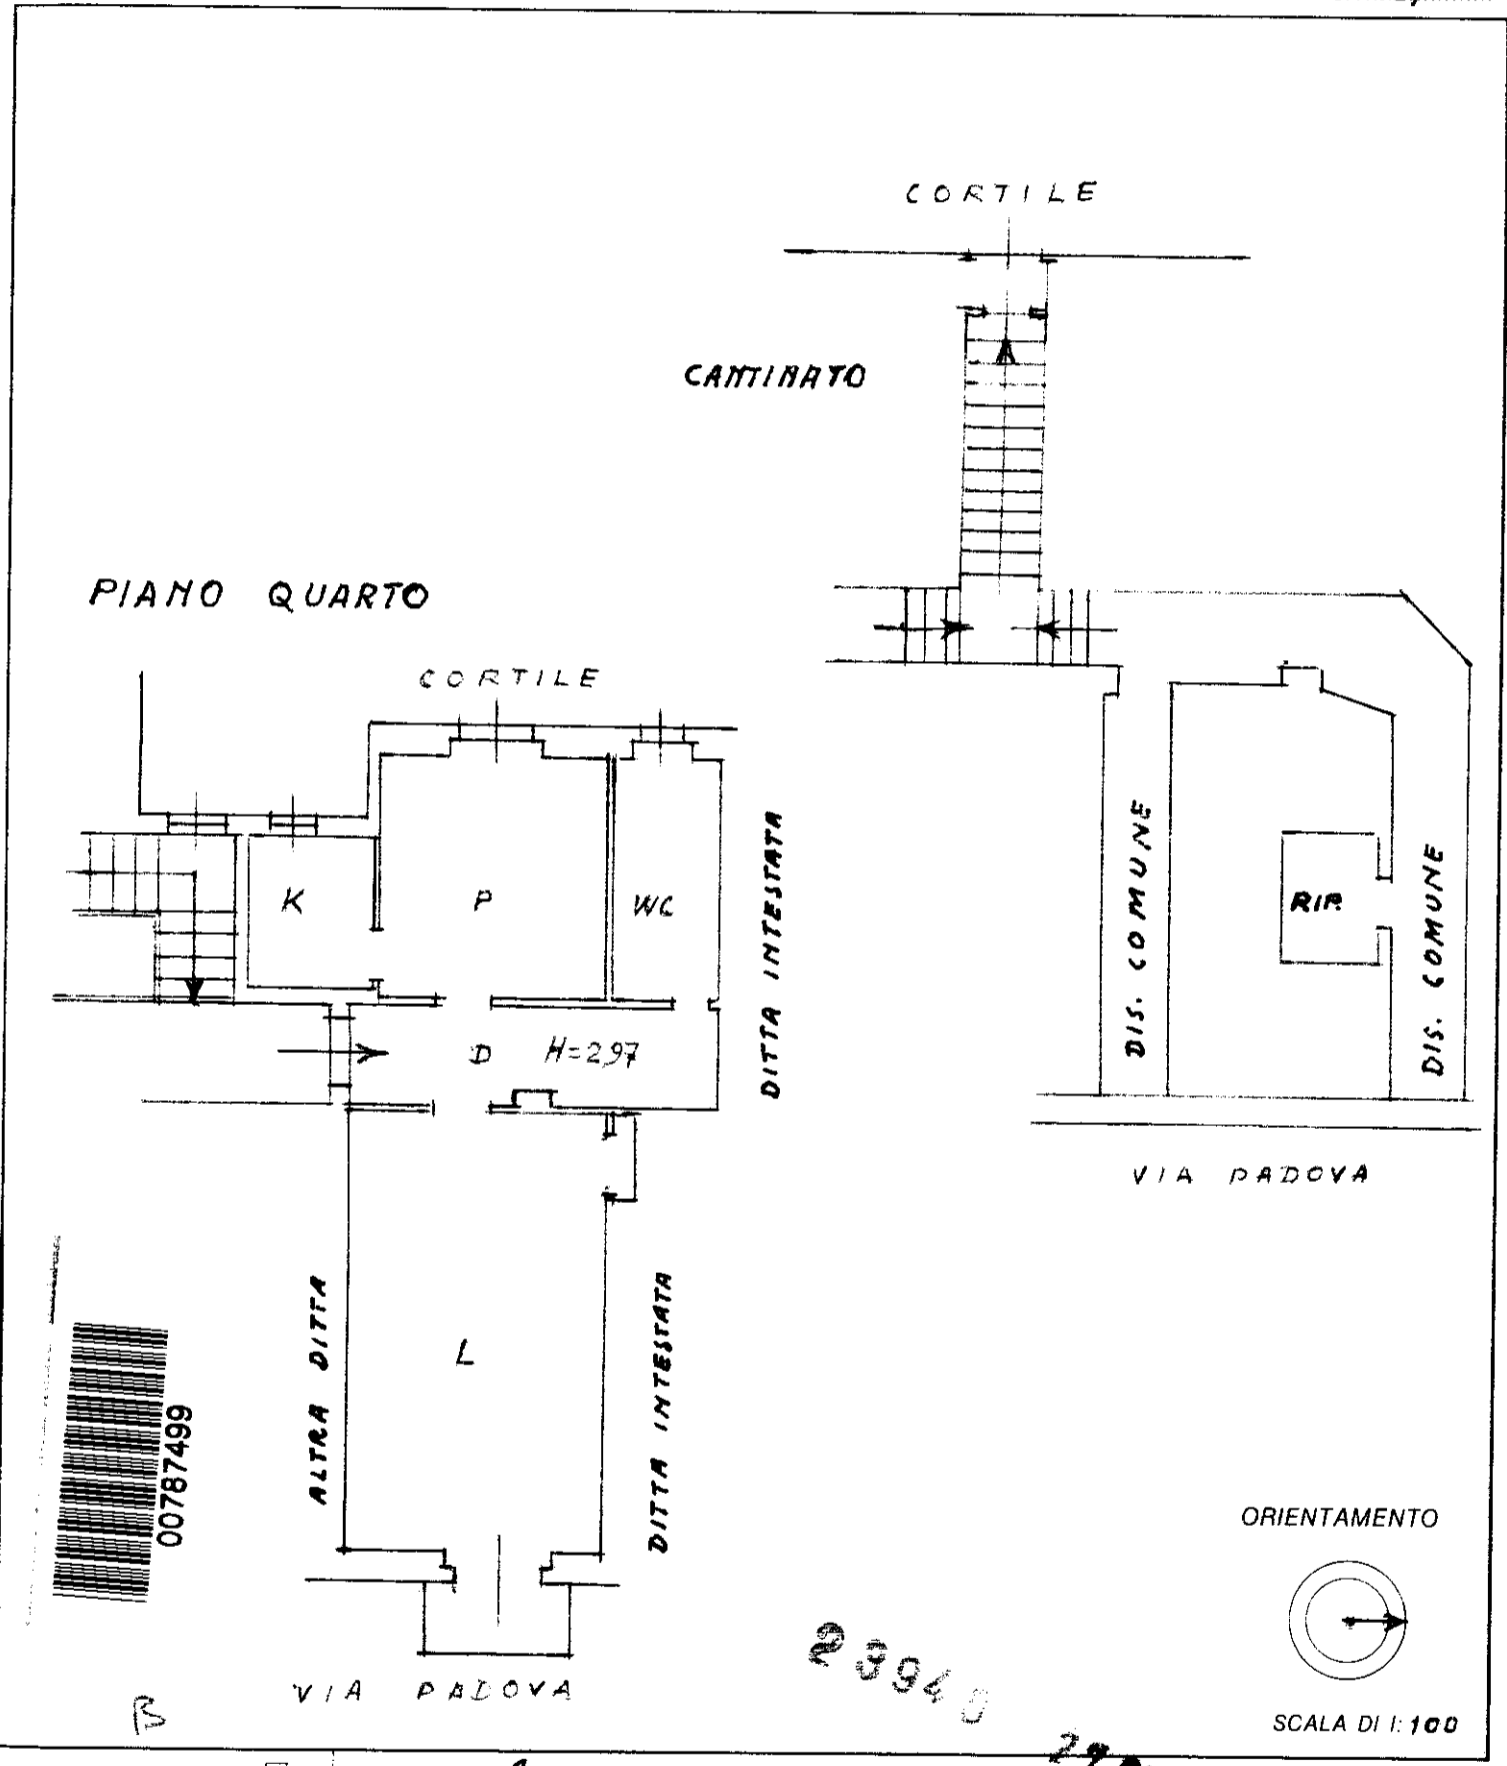 CORTILE
CANTINATO
PIANO QUARTO
CORTILE
K
P
WC
DITTA INTESTATA
D
H=2,97
DIS. COMUNE
RIP.
DIS. COMUNE
VIA PADOVA
ALTRA DITTA
L
DITTA INTESTATA
00787499
ORIENTAMENTO
VIA PADOVA
B
SCALA DI 1:100